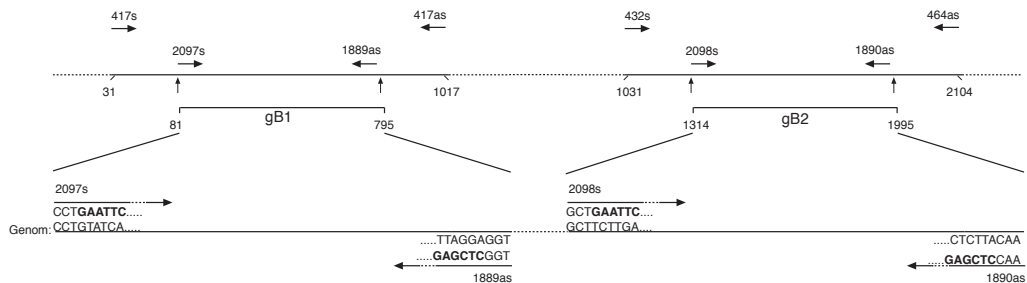 417s 417as 432s 464as
2097s 1889as 2098s 1890as
31 1017 1031 2104
gB1 gB2
81 795 1314 1995
2097s 2098s
CCTGAATTC..... GCTGAATTC....
Genom: CCTGTATCA..... GCTTCTTGA....
.....TTAGGAGGT .....CTCTTACAA
.....GAGCTCGGT .....GAGCTCCAA
1889as 1890as